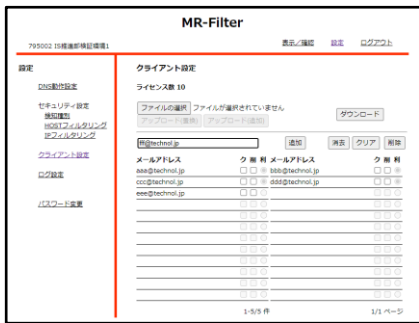 MR-Filter
795002 IS推進部検証環境1
表示/確認 設定 ログアウト
設定
DNS動作設定
セキュリティ設定
検知種別
HOSTフィルタリング
IPフィルタリング
クライアント設定
ログ設定
パスワード変更
クライアント設定
ライセンス数 10
ファイルの選択 ファイルが選択されていません
アップロード(置換) アップロード(追加)
ダウンロード
fff@technol.jp 追加 消去 クリア 削除
メールアドレス ク 削 利 メールアドレス ク 削 利
aaa@technol.jp bbb@technol.jp
ccc@technol.jp ddd@technol.jp
eee@technol.jp
1-5/5 件 1/1 ページ